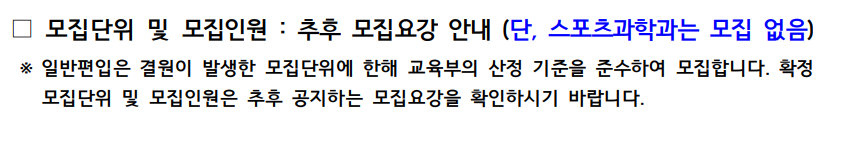 □ 모집단위 및 모집인원 : 추후 모집요강 안내 (단, 스포츠과학과는 모집 없음)
※ 일반편입은 결원이 발생한 모집단위에 한해 교육부의 산정 기준을 준수하여 모집합니다. 확정
모집단위 및 모집인원은 추후 공지하는 모집요강을 확인하시기 바랍니다.